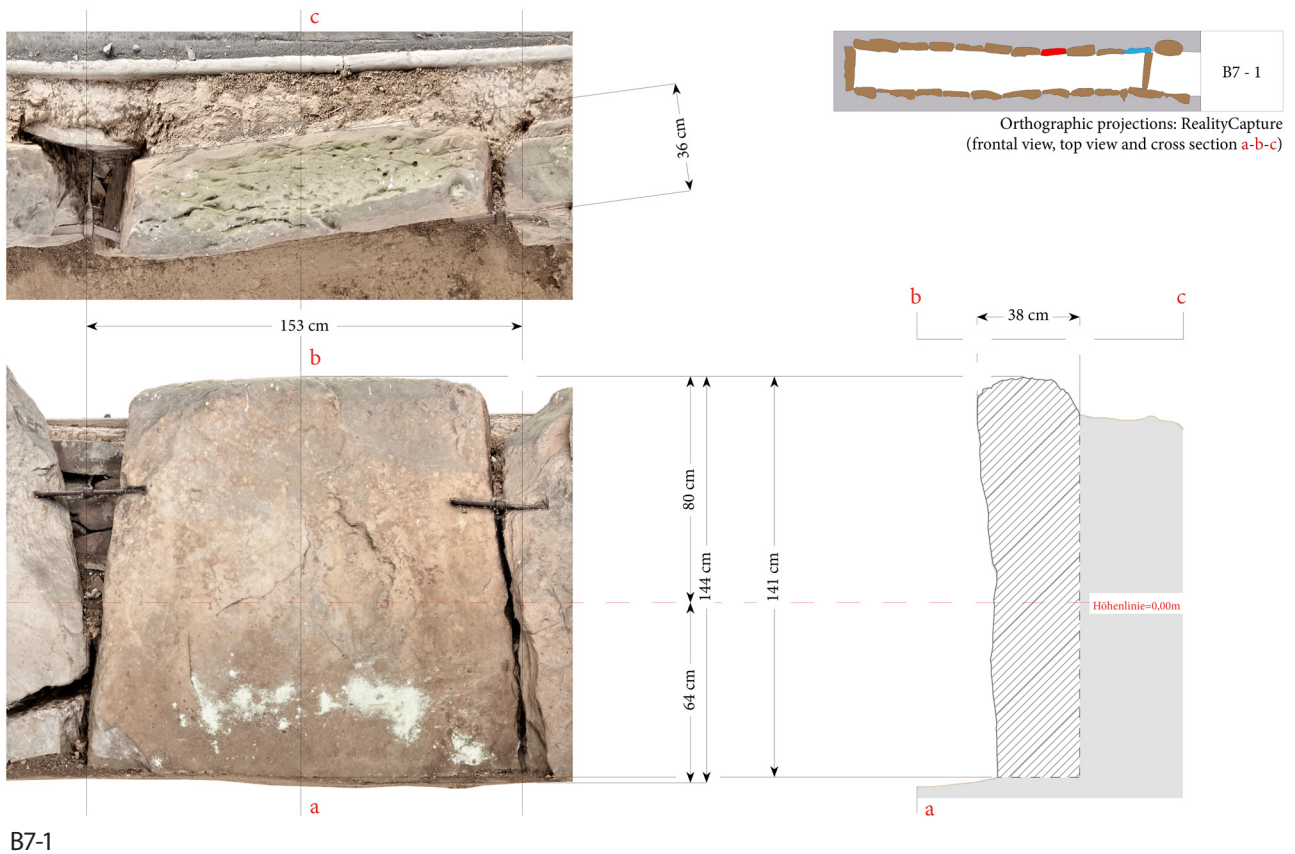 c
36 cm
B7 - 1
Orthographic projections: RealityCapture
(frontal view, top view and cross section a-b-c)
153 cm
b
80 cm
144 cm
141 cm
64 cm
a
b
c
38 cm
Höhenlinie=0,00m
a
B7-1